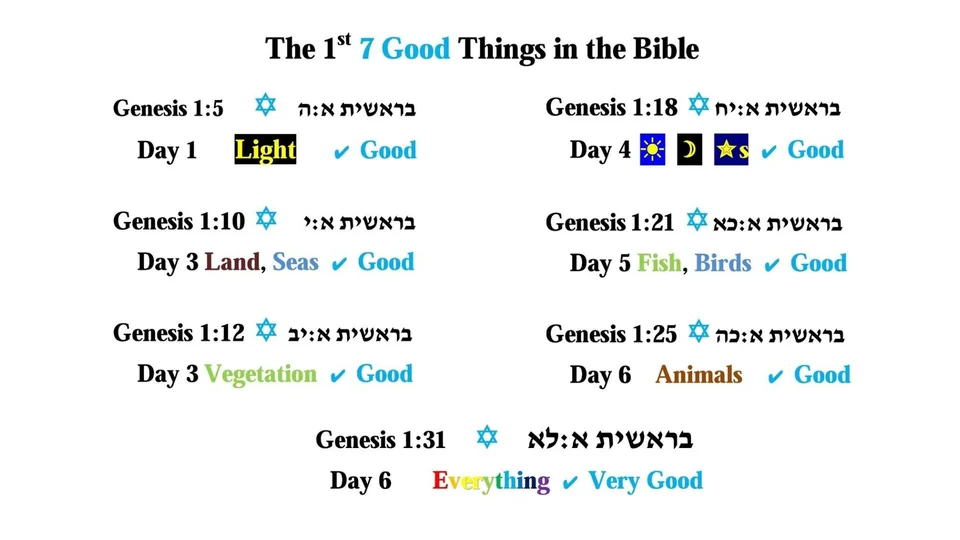 The 1st 7 Good Things in the Bible
Genesis 1:5 ✡ בראשית א:ה
Day 1 Light ✔ Good
Genesis 1:10 ✡ בראשית א:י
Day 3 Land, Seas ✔ Good
Genesis 1:12 ✡ בראשית א:יב
Day 3 Vegetation ✔ Good
Genesis 1:18 ✡ בראשית א:יח
Day 4 ☀ ☽ ★s ✔ Good
Genesis 1:21 ✡ בראשית א:כא
Day 5 Fish, Birds ✔ Good
Genesis 1:25 ✡ בראשית א:כה
Day 6 Animals ✔ Good
Genesis 1:31 ✡ בראשית א:לא
Day 6 Everything ✔ Very Good